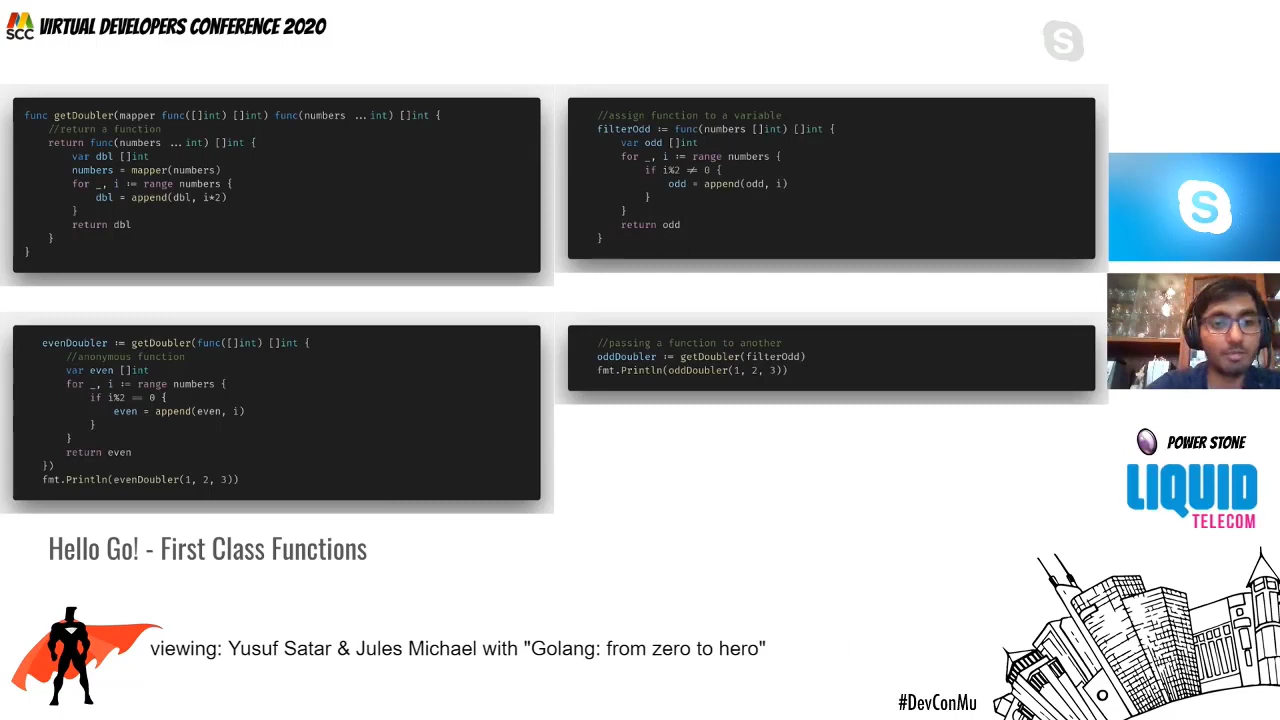 MSCC
VIRTUAL DEVELOPERS CONFERENCE 2020
func getDoubler(mapper func([]int) []int) func(numbers ...int) []int {
//return a function
return func(numbers ...int) []int {
var dbl []int
numbers = mapper(numbers)
for _, i := range numbers {
dbl = append(dbl, i*2)
}
return dbl
}
}
//assign function to a variable
filterOdd := func(numbers []int) []int {
var odd []int
for _, i := range numbers {
if i%2 ≠ 0 {
odd = append(odd, i)
}
}
return odd
}
evenDoubler := getDoubler(func([]int) []int {
//anonymous function
var even []int
for _, i := range numbers {
if i%2 == 0 {
even = append(even, i)
}
}
return even
})
fmt.Println(evenDoubler(1, 2, 3))
//passing a function to another
oddDoubler := getDoubler(filterOdd)
fmt.Println(oddDoubler(1, 2, 3))
POWER STONE
LIQUID
TELECOM
Hello Go! - First Class Functions
viewing: Yusuf Satar & Jules Michael with "Golang: from zero to hero"
#DevConMu